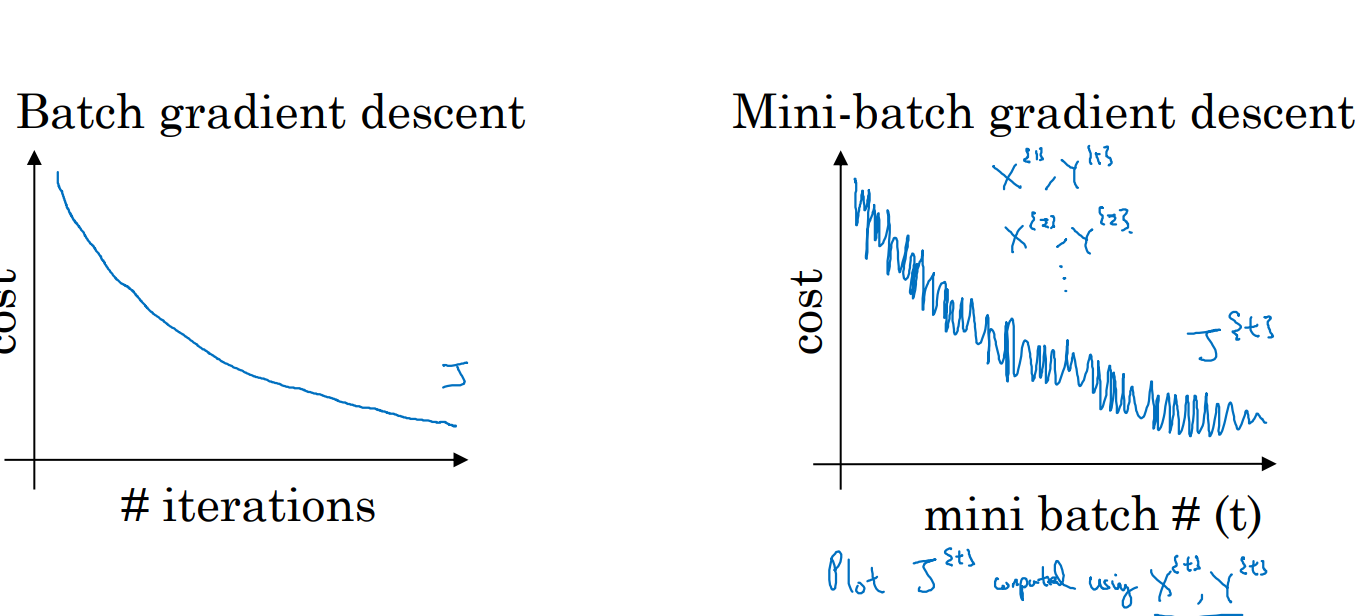 Batch gradient descent
cost
J
# iterations
Mini-batch gradient descent
X^{1}, Y^{1}
X^{2}, Y^{2}.
⋮
cost
J^{t}
mini batch # (t)
Plot J^{t} computed using X^{t}, Y^{t}